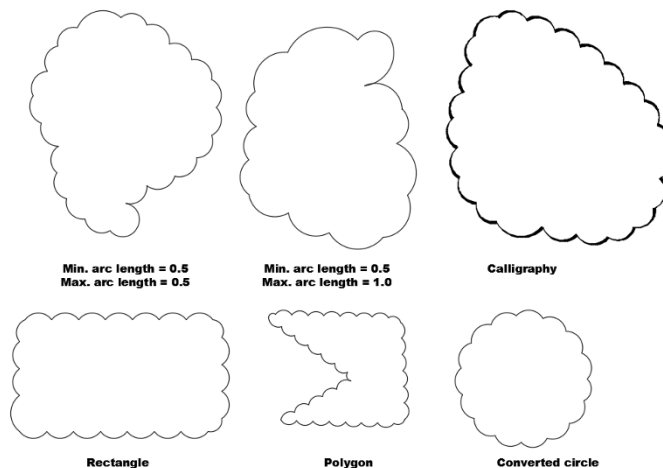 Min. arc length = 0.5
Max. arc length = 0.5
Min. arc length = 0.5
Max. arc length = 1.0
Calligraphy
Rectangle
Polygon
Converted circle